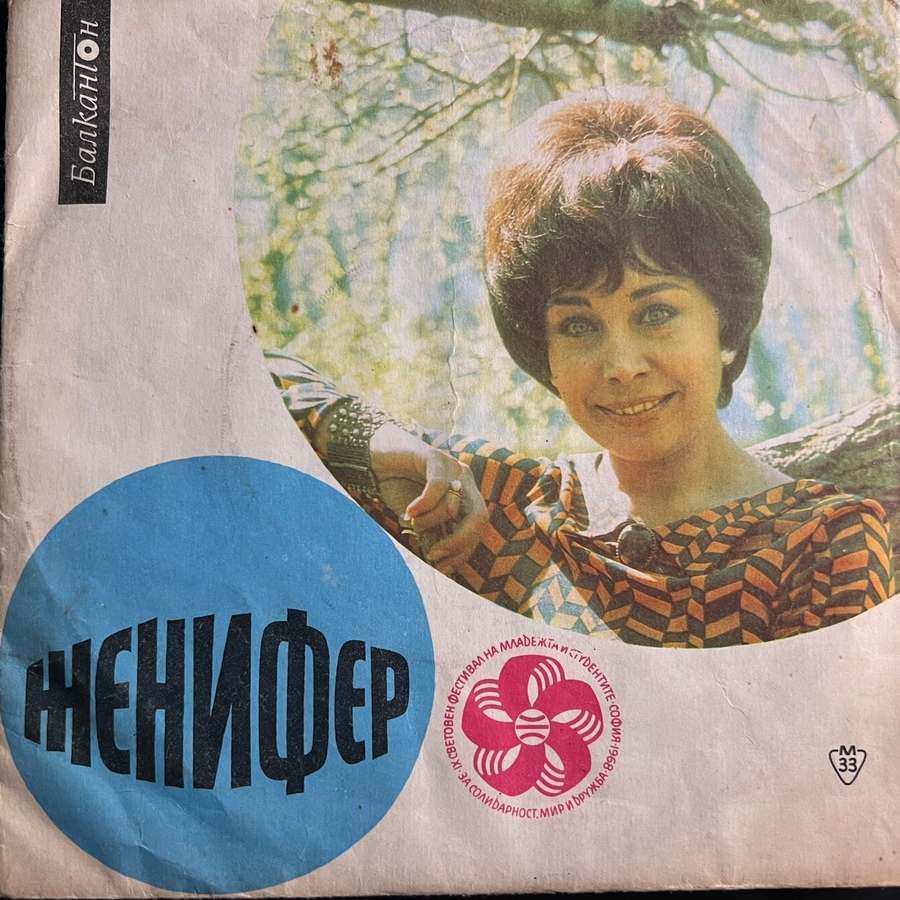 Балкантон
ЖЕНИФЕР
IX СВЕТОВЕН ФЕСТИВАЛ НА МЛАДЕЖТА И СТУДЕНТИТЕ · СОФИЯ · 1968
ЗА СОЛИДАРНОСТ, МИР И ДРУЖБА
М
33